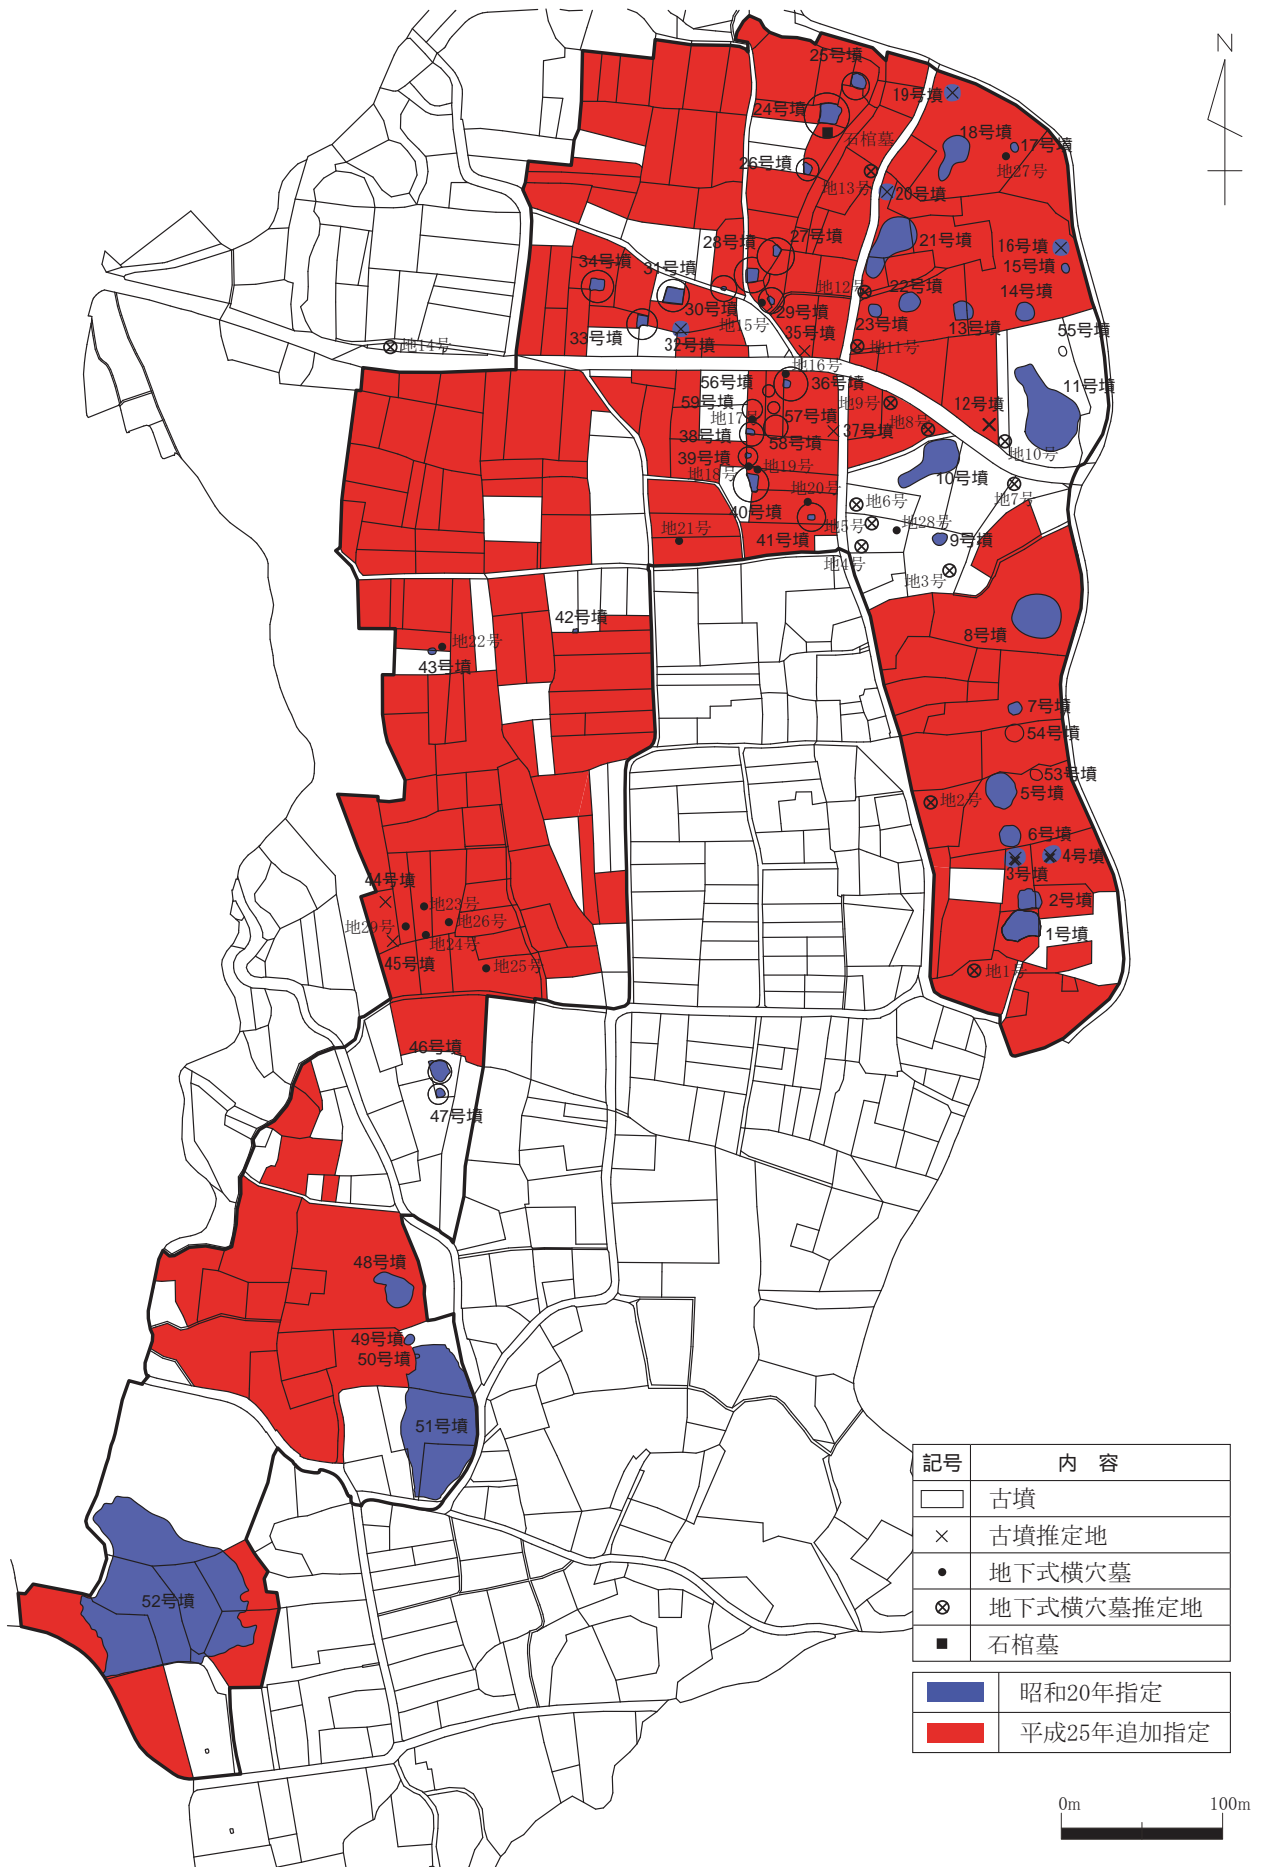 N
25号墳
19号墳
24号墳
石棺墓
18号墳
17号墳
地27号
26号墳
地13号
20号墳
28号墳
27号墳
21号墳
16号墳
15号墳
34号墳
31号墳
地12号
22号墳
14号墳
30号墳
29号墳
23号墳
13号墳
地15号
35号墳
55号墳
33号墳
32号墳
地14号
地11号
地16号
56号墳
36号墳
11号墳
59号墳
地9号
12号墳
地17号
57号墳
地8号
38号墳
58号墳
37号墳
地10号
39号墳
地18号
地19号
10号墳
地7号
地20号
地6号
40号墳
地5号
地28号
地21号
41号墳
地4号
9号墳
地3号
42号墳
8号墳
地22号
43号墳
7号墳
54号墳
53号墳
地2号
5号墳
6号墳
4号墳
3号墳
44号墳
2号墳
地23号
地29号
地26号
地24号
1号墳
45号墳
地25号
地1号
46号墳
47号墳
48号墳
49号墳
50号墳
51号墳
52号墳
記号 内 容
古墳
古墳推定地
地下式横穴墓
地下式横穴墓推定地
石棺墓
昭和20年指定
平成25年追加指定
0m 100m